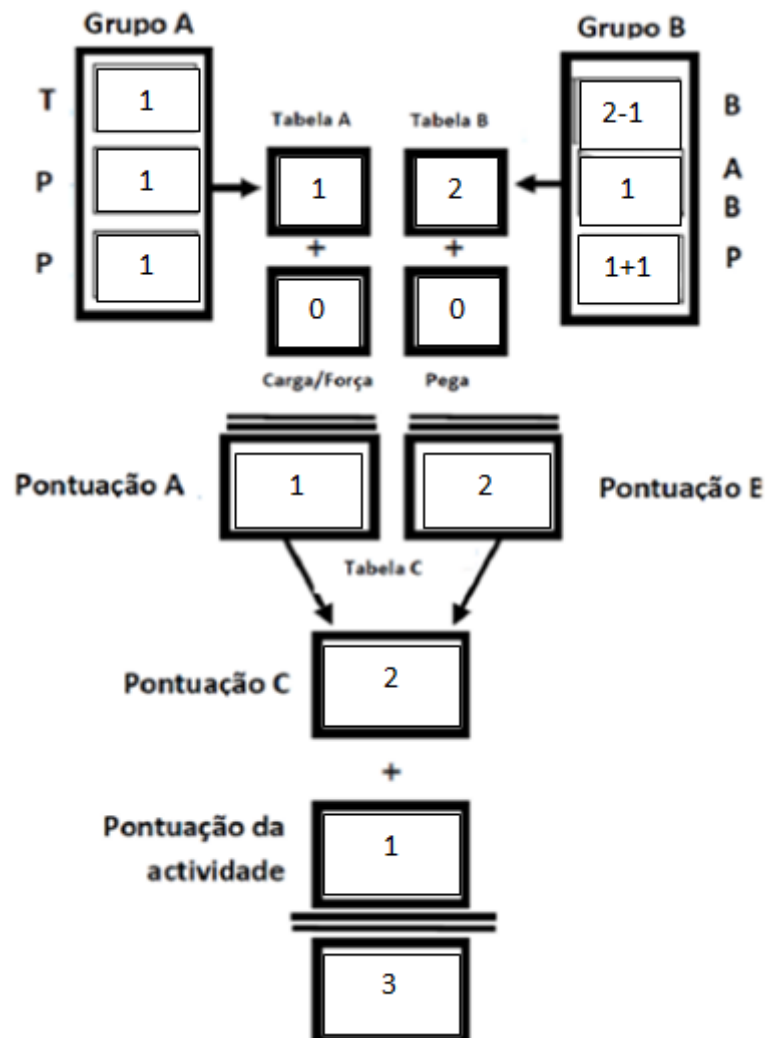 Grupo A
Grupo B
T
1
P
1
P
1
Tabela A
Tabela B
1
2
+
+
0
0
Carga/Força
Pega
2-1
B
1
A
B
1+1
P
Pontuação A
1
2
Pontuação B
Tabela C
Pontuação C
2
+
Pontuação da
actividade
1
3